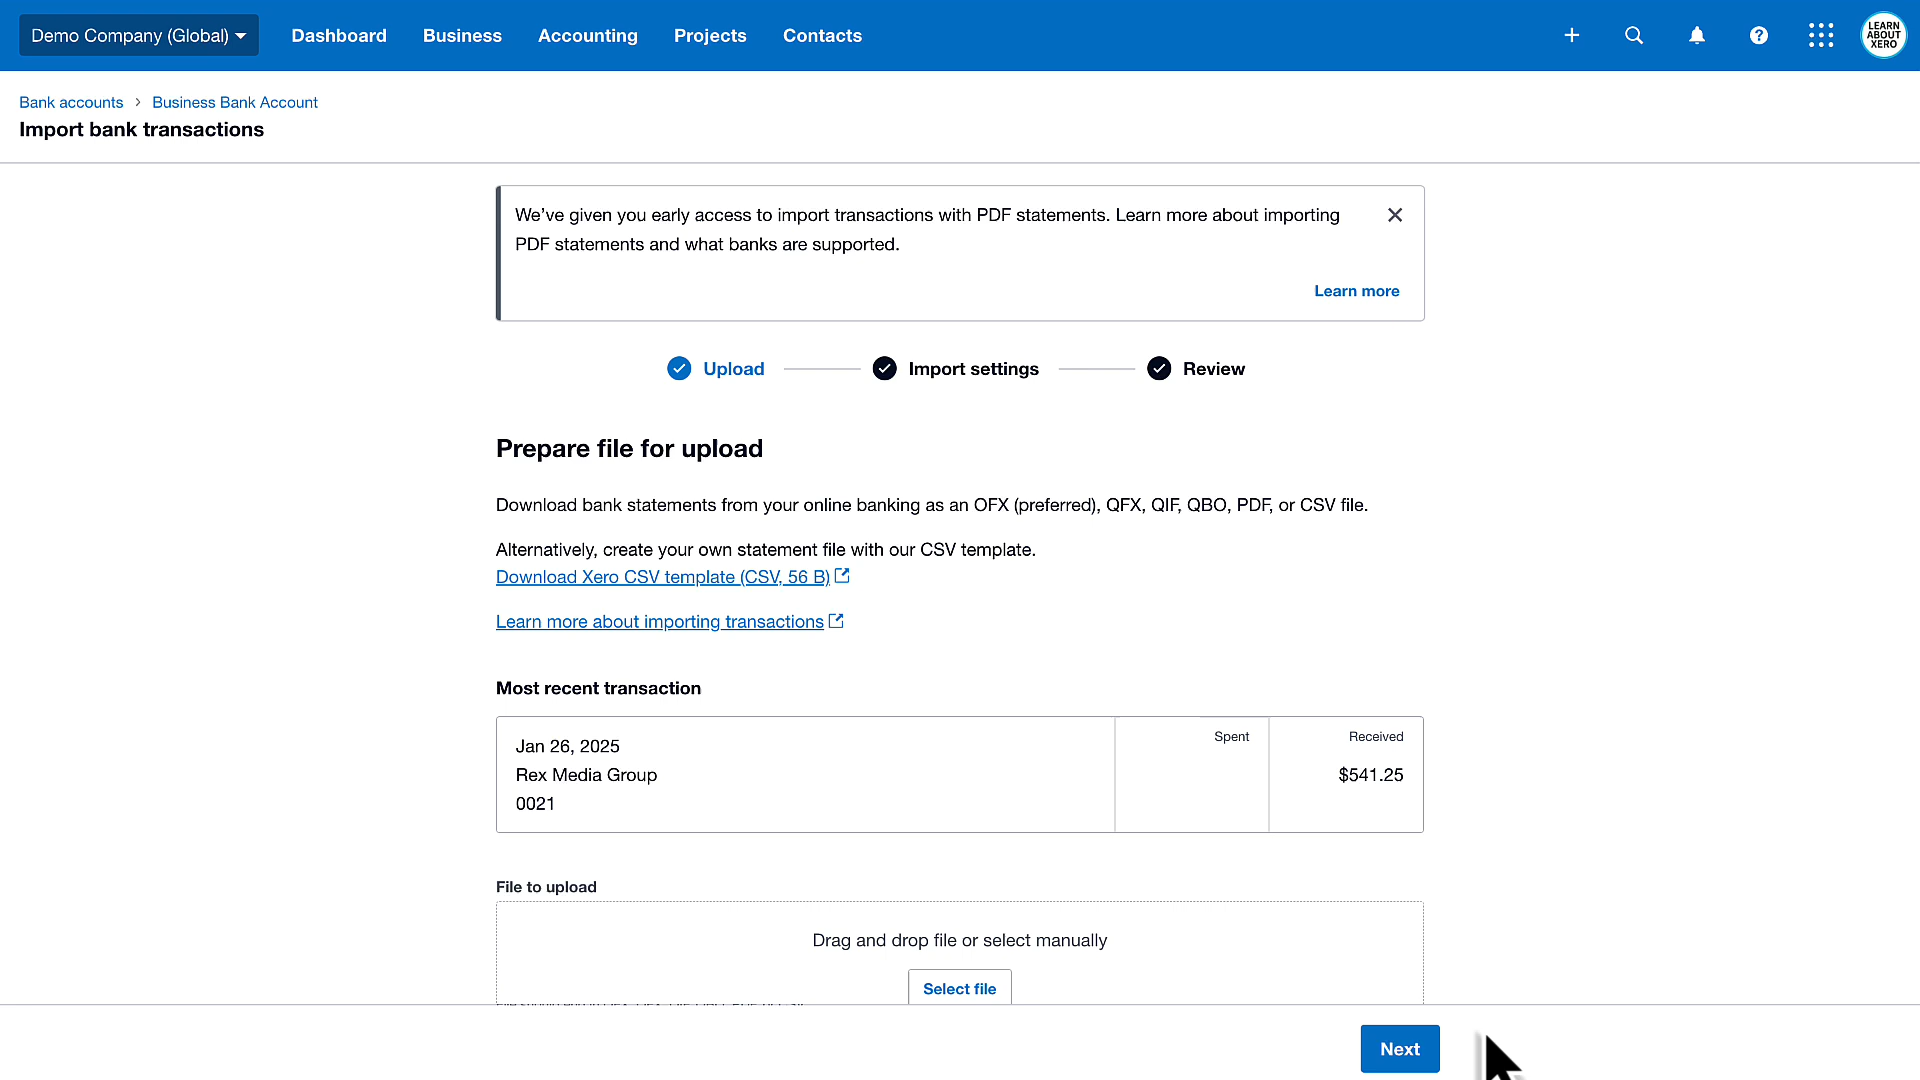 Demo Company (Global)
Dashboard
Business
Accounting
Projects
Contacts
LEARN
ABOUT
XERO
Bank accounts
Business Bank Account
Import bank transactions
We've given you early access to import transactions with PDF statements. Learn more about importing
PDF statements and what banks are supported.
Learn more
Upload
Import settings
Review
Prepare file for upload
Download bank statements from your online banking as an OFX (preferred), QFX, QIF, QBO, PDF, or CSV file.
Alternatively, create your own statement file with our CSV template.
Download Xero CSV template (CSV, 56 B)
Learn more about importing transactions
Most recent transaction
Jan 26, 2025
Rex Media Group
0021
Spent
Received
$541.25
File to upload
Drag and drop file or select manually
Select file
Next